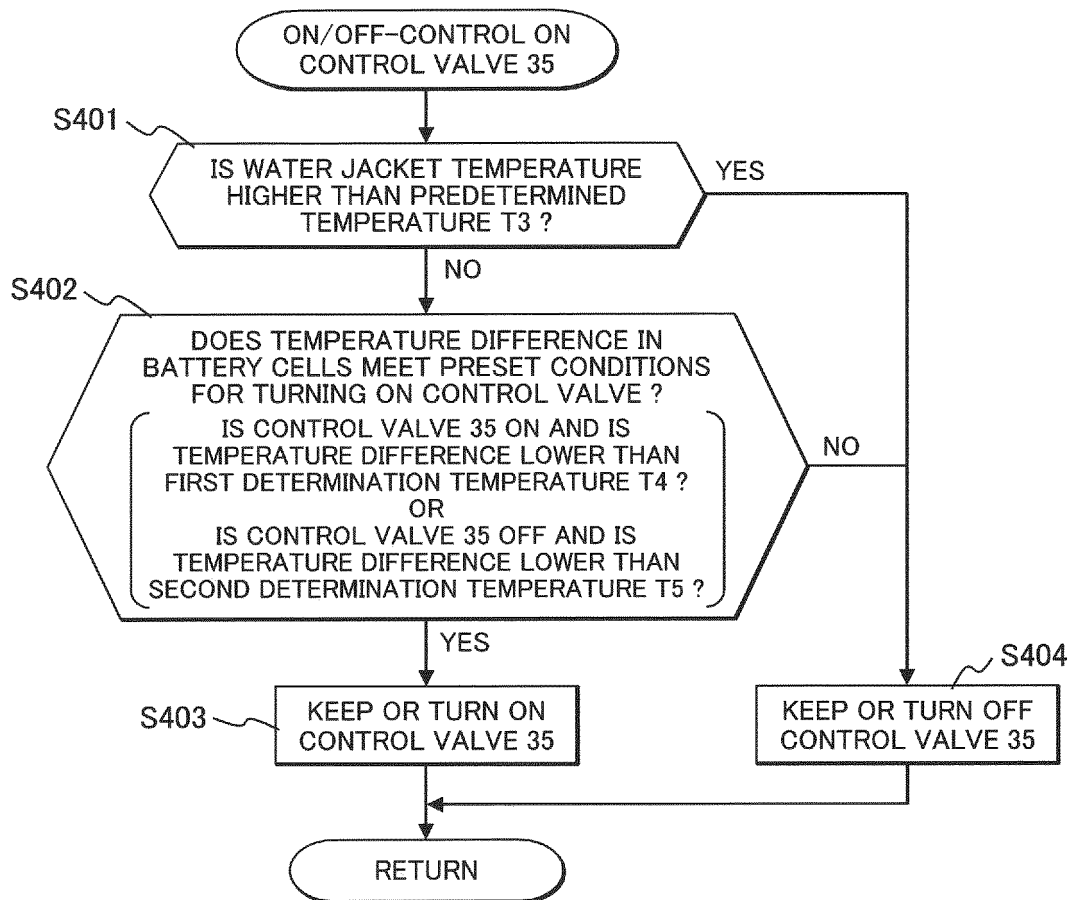 ON/OFF-CONTROL ON
CONTROL VALVE 35
S401
IS WATER JACKET TEMPERATURE
HIGHER THAN PREDETERMINED
TEMPERATURE T3 ?
YES
NO
S402
DOES TEMPERATURE DIFFERENCE IN
BATTERY CELLS MEET PRESET CONDITIONS
FOR TURNING ON CONTROL VALVE ?
IS CONTROL VALVE 35 ON AND IS
TEMPERATURE DIFFERENCE LOWER THAN
FIRST DETERMINATION TEMPERATURE T4 ?
OR
IS CONTROL VALVE 35 OFF AND IS
TEMPERATURE DIFFERENCE LOWER THAN
SECOND DETERMINATION TEMPERATURE T5 ?
NO
YES
S403
KEEP OR TURN ON
CONTROL VALVE 35
S404
KEEP OR TURN OFF
CONTROL VALVE 35
RETURN